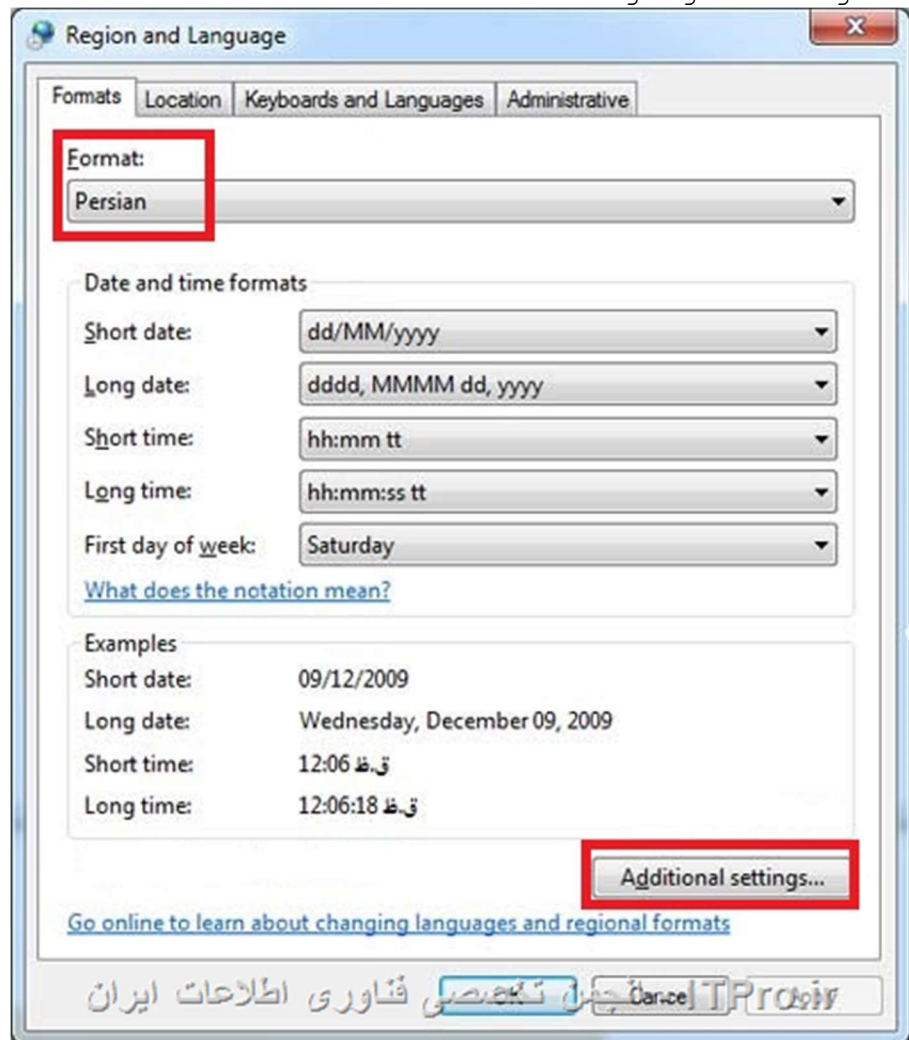 Region and Language
Formats Location Keyboards and Languages Administrative
Format:
Persian
Date and time formats
Short date: dd/MM/yyyy
Long date: dddd, MMMM dd, yyyy
Short time: hh:mm tt
Long time: hh:mm:ss tt
First day of week: Saturday
What does the notation mean?
Examples
Short date: 09/12/2009
Long date: Wednesday, December 09, 2009
Short time: 12:06 ق.ظ
Long time: 12:06:18 ق.ظ
Additional settings...
Go online to learn about changing languages and regional formats
OK Cancel Apply
ITPro.ir انجمن تخصصی فناوری اطلاعات ایران